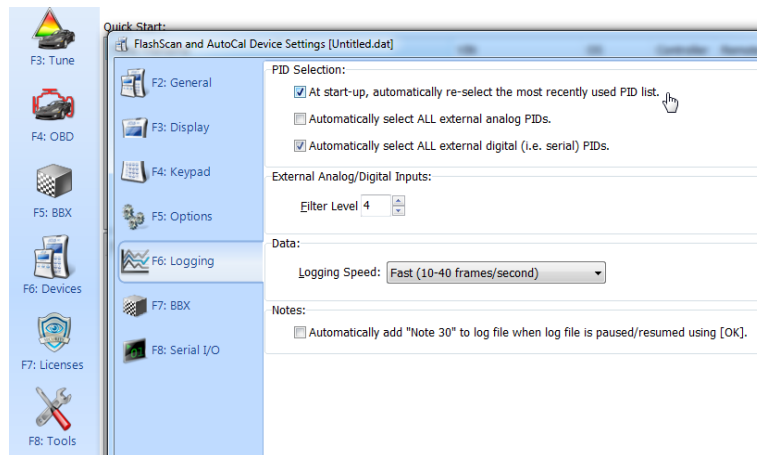 Quick Start:
FlashScan and AutoCal Device Settings [Untitled.dat]
F3: Tune
F4: OBD
F5: BBX
F6: Devices
F7: Licenses
F8: Tools
F2: General
F3: Display
F4: Keypad
F5: Options
F6: Logging
F7: BBX
F8: Serial I/O
PID Selection:
At start-up, automatically re-select the most recently used PID list.
Automatically select ALL external analog PIDs.
Automatically select ALL external digital (i.e. serial) PIDs.
External Analog/Digital Inputs:
Filter Level 4
Data:
Logging Speed: Fast (10-40 frames/second)
Notes:
Automatically add "Note 30" to log file when log file is paused/resumed using [OK].